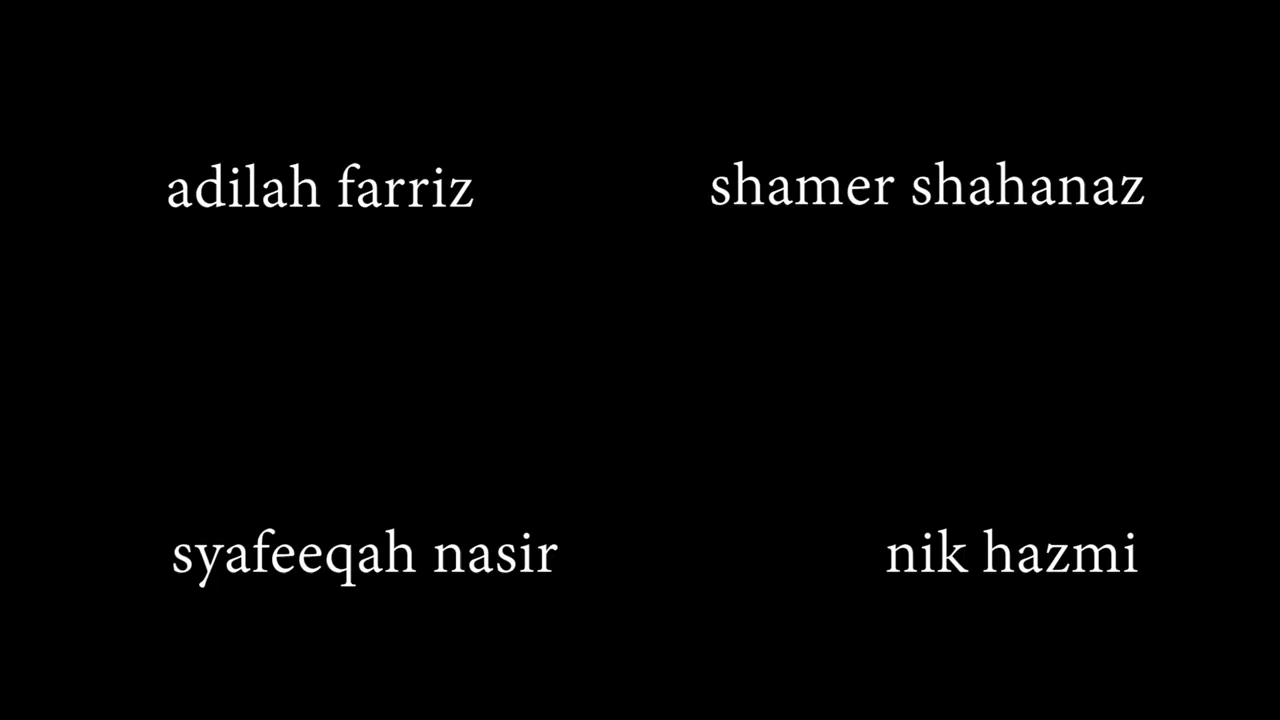 adilah farriz
shamer shahanaz
syafeeqah nasir
nik hazmi